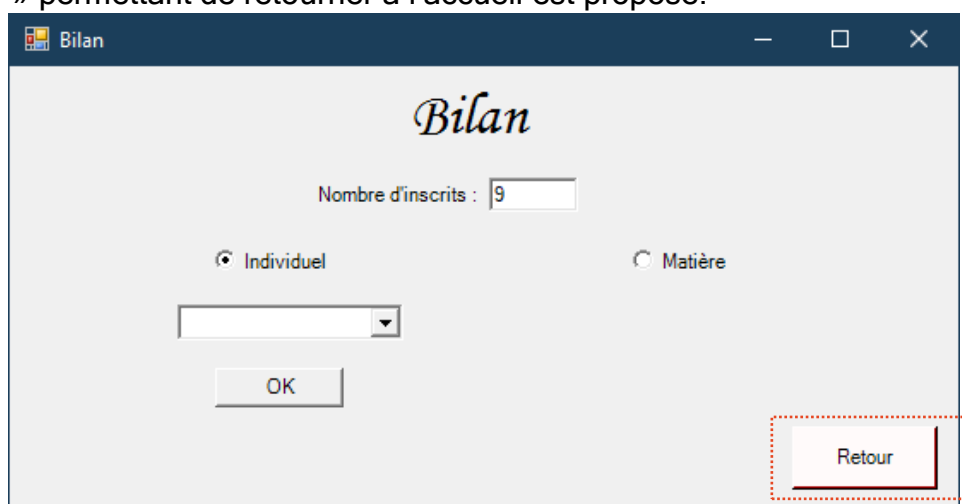 » permettant de retourner à l'accueil est proposé.
Bilan
Bilan
Nombre d'inscrits : 9
Individuel Matière
OK
Retour